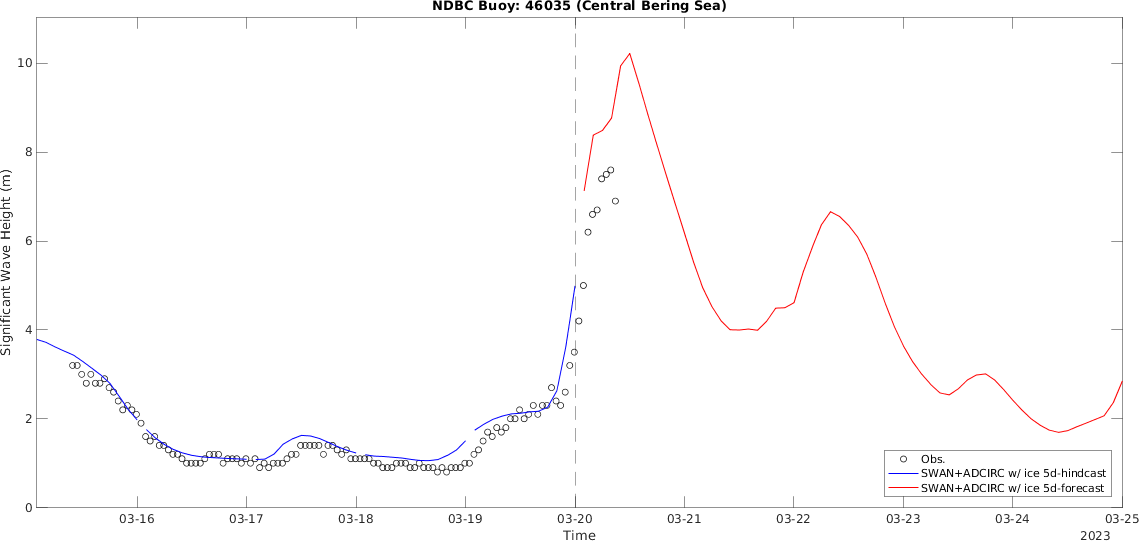 NDBC Buoy: 46035 (Central Bering Sea)
Significant Wave Height (m)
10
8
6
4
2
0
03-16
03-17
03-18
03-19
03-20
03-21
03-22
03-23
03-24
03-25
Time
2023
Obs.
SWAN+ADCIRC w/ ice 5d-hindcast
SWAN+ADCIRC w/ ice 5d-forecast